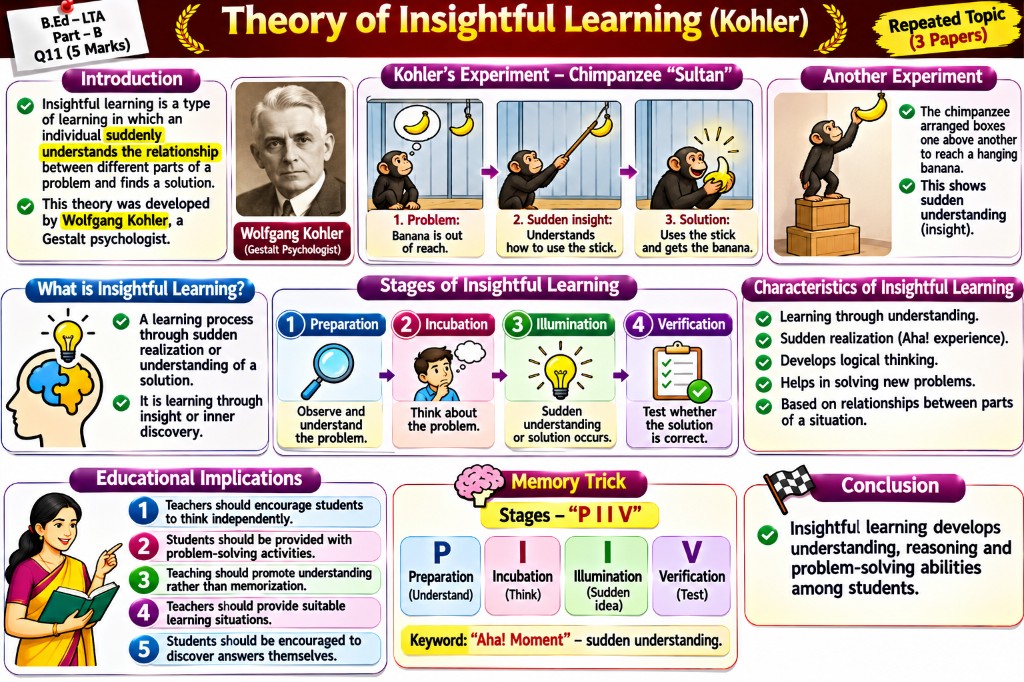 B.Ed – LTA
Part – B
Q11 (5 Marks)
Theory of Insightful Learning (Kohler)
Repeated Topic
(3 Papers)
Introduction
Insightful learning is a type
of learning in which an
individual suddenly
understands the relationship
between different parts of a
problem and finds a solution.
This theory was developed
by Wolfgang Kohler, a
Gestalt psychologist.
Wolfgang Kohler
(Gestalt Psychologist)
Kohler's Experiment – Chimpanzee "Sultan"
1. Problem:
Banana is out
of reach.
2. Sudden insight:
Understands
how to use the stick.
3. Solution:
Uses the stick
and gets the banana.
Another Experiment
The chimpanzee
arranged boxes
one above another
to reach a hanging
banana.
This shows
sudden
understanding
(insight).
What is Insightful Learning?
A learning process
through sudden
realization or
understanding of a
solution.
It is learning through
insight or inner
discovery.
Stages of Insightful Learning
1 Preparation
Observe and
understand
the problem.
2 Incubation
Think about
the problem.
3 Illumination
Sudden
understanding
or solution occurs.
4 Verification
Test whether
the solution
is correct.
Characteristics of Insightful Learning
Learning through understanding.
Sudden realization (Aha! experience).
Develops logical thinking.
Helps in solving new problems.
Based on relationships between parts
of a situation.
Educational Implications
1 Teachers should encourage students
to think independently.
2 Students should be provided with
problem-solving activities.
3 Teaching should promote understanding
rather than memorization.
4 Teachers should provide suitable
learning situations.
5 Students should be encouraged to
discover answers themselves.
Memory Trick
Stages – "P I I V"
P
Preparation
(Understand)
I
Incubation
(Think)
I
Illumination
(Sudden
idea)
V
Verification
(Test)
Keyword: "Aha! Moment" – sudden understanding.
Conclusion
Insightful learning develops
understanding, reasoning and
problem-solving abilities
among students.